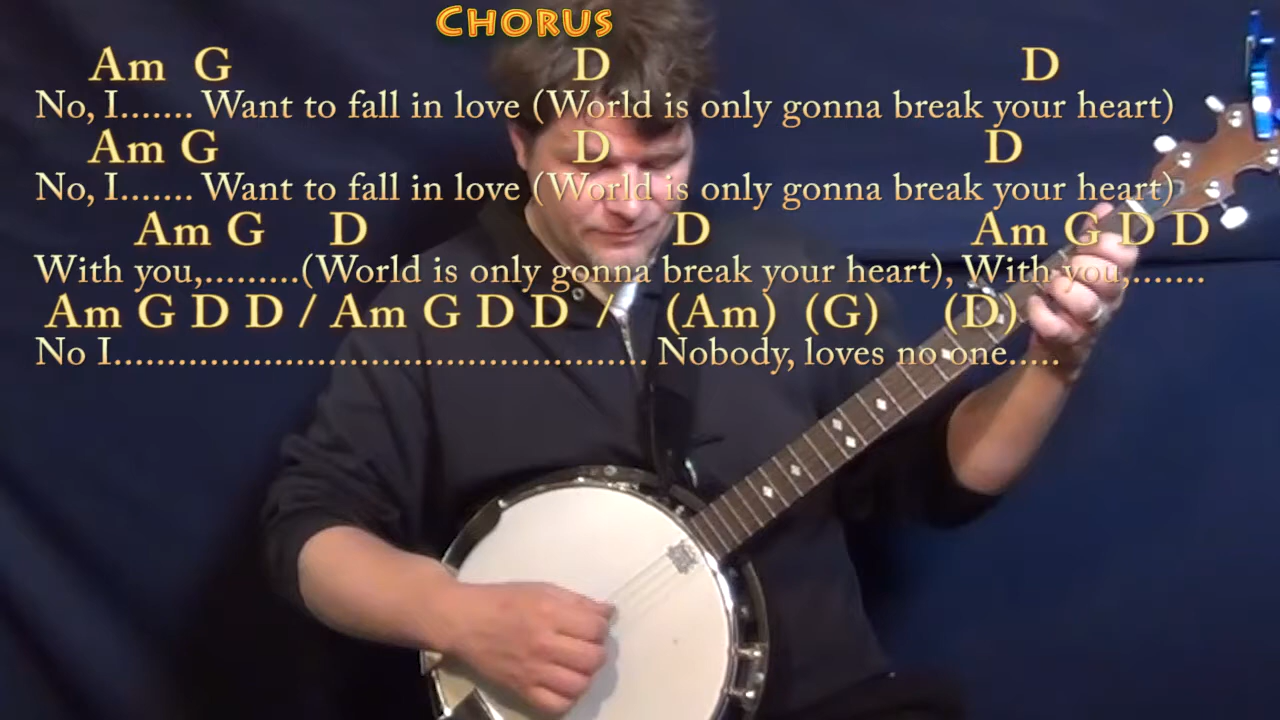 CHORUS
Am G D D
No, I....... Want to fall in love (World is only gonna break your heart)
Am G D D
No, I....... Want to fall in love (World is only gonna break your heart)
Am G D D Am G D D
With you,.........(World is only gonna break your heart), With you,.......
Am G D D / Am G D D / (Am) (G) (D)
No I.................................................. Nobody, loves no one.....